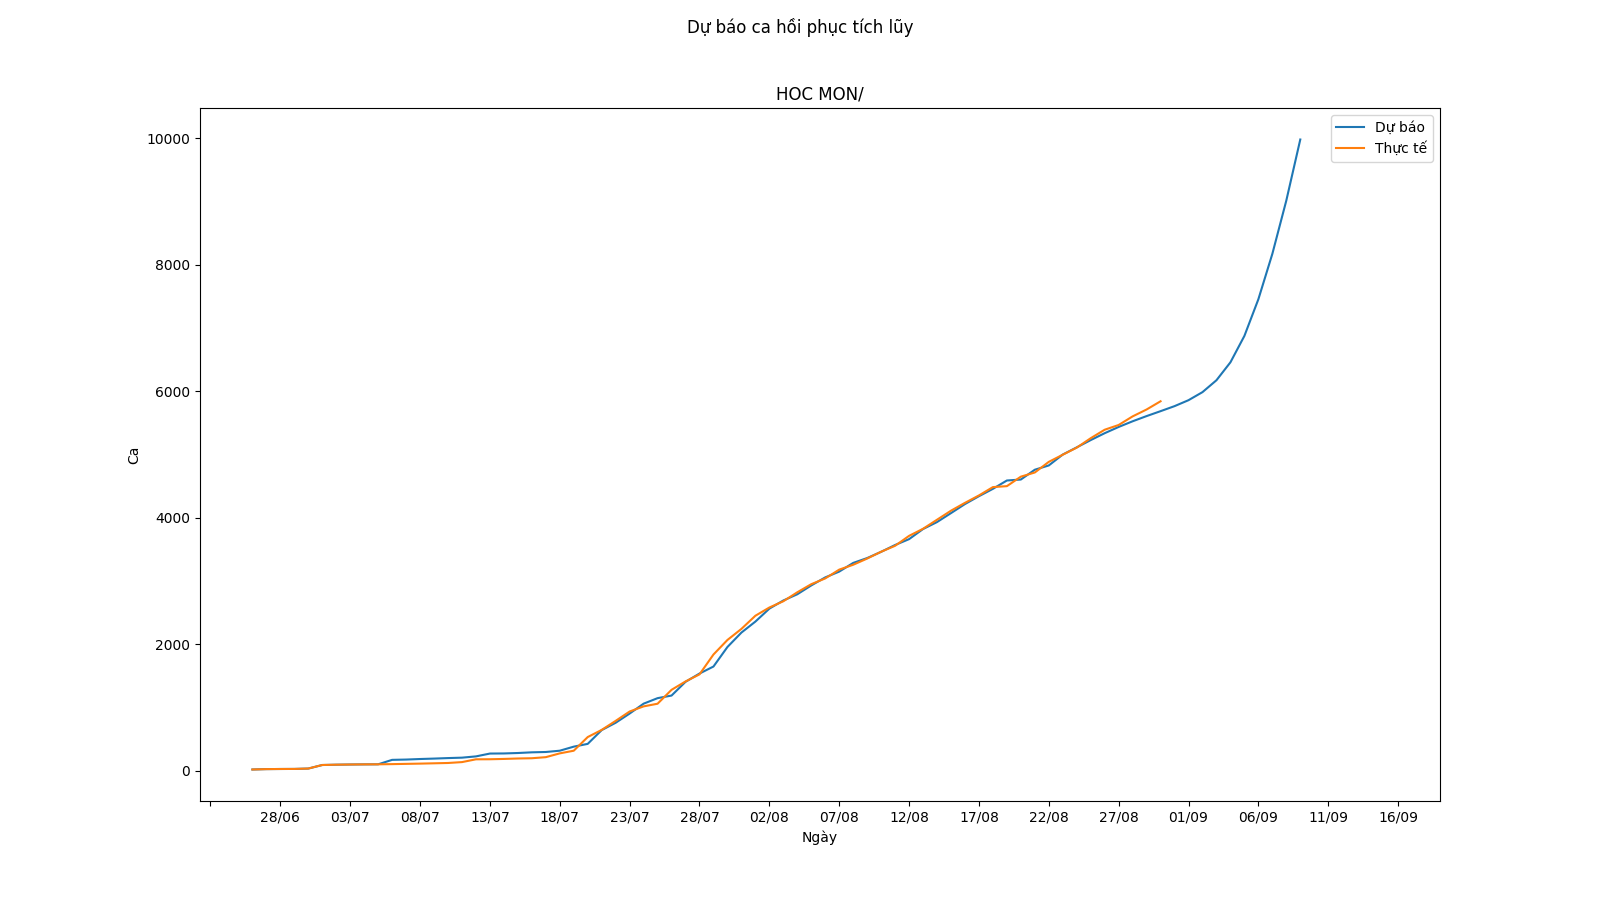 Dự báo ca hồi phục tích lũy
HOC MON/
Dự báo
Thực tế
10000
8000
6000
4000
2000
0
Ca
28/06 03/07 08/07 13/07 18/07 23/07 28/07 02/08 07/08 12/08 17/08 22/08 27/08 01/09 06/09 11/09 16/09
Ngày